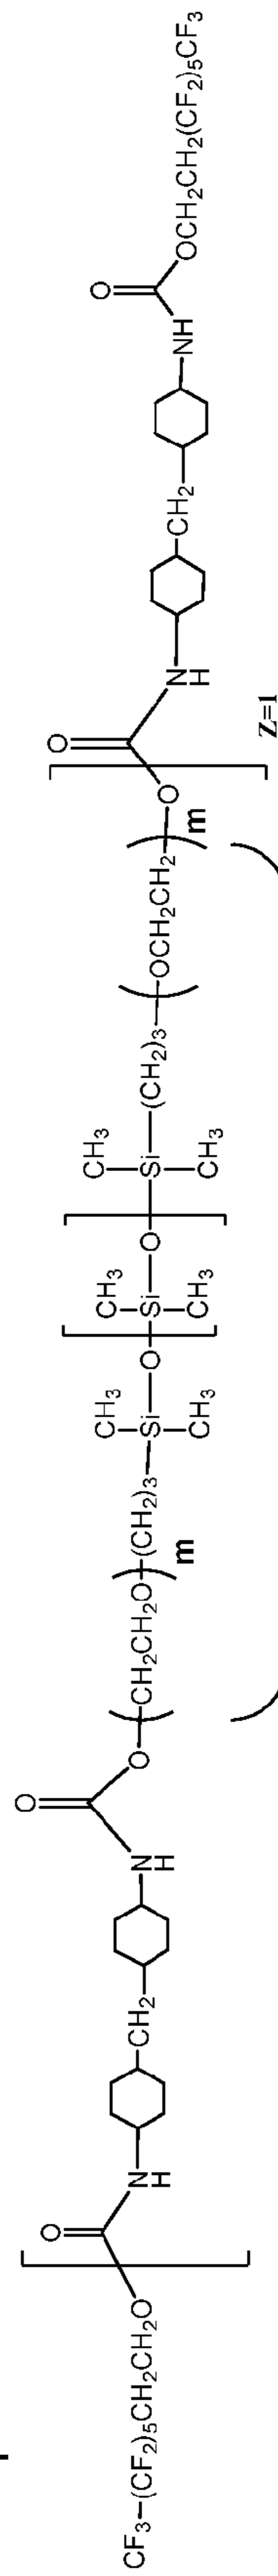 CF3-(CF2)5CH2CH2O
O
N
H
CH2
N
H
O
O
CH2CH2O
m
(CH2)3
CH3
Si
CH3
O
CH3
Si
CH3
O
CH3
Si
CH3
(CH2)3
OCH2CH2
m
O
O
N
H
CH2
NH
O
OCH2CH2(CF2)5CF3
Z=1